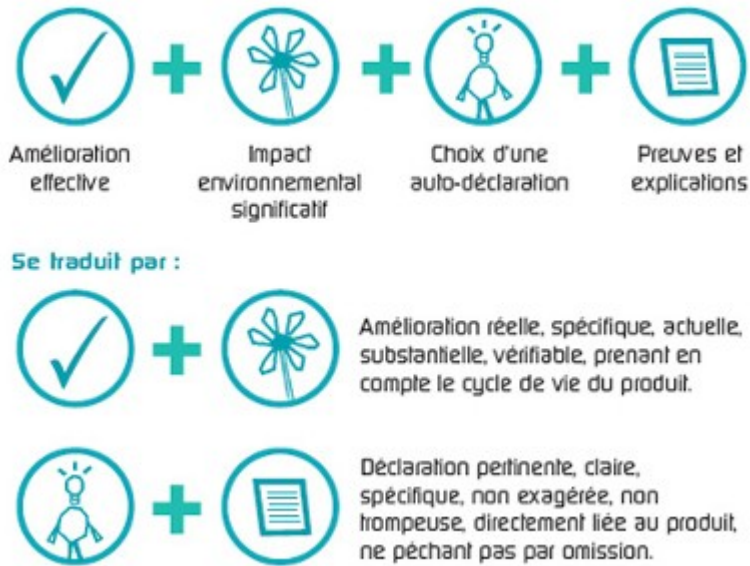 Amélioration effective
Impact environnemental significatif
Choix d'une auto-déclaration
Preuves et explications
Se traduit par :
Amélioration réelle, spécifique, actuelle,
substantielle, vérifiable, prenant en
compte le cycle de vie du produit.
Déclaration pertinente, claire,
spécifique, non exagérée, non
trompeuse, directement liée au produit,
ne péchant pas par omission.